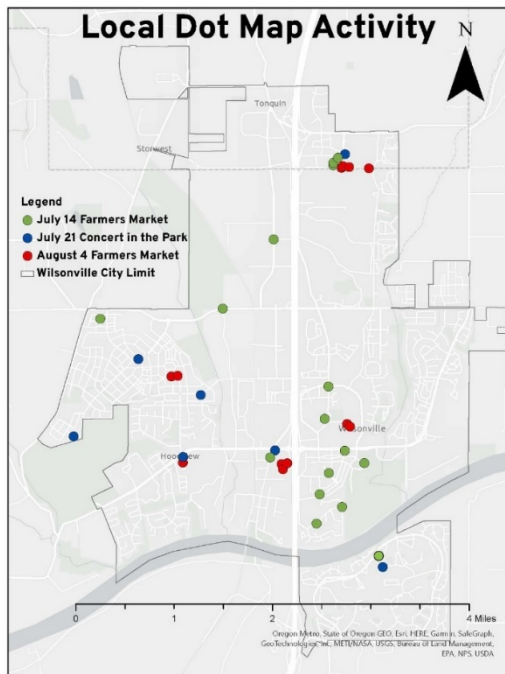 Local Dot Map Activity
N
Tonquin
Storwest
Legend
July 14 Farmers Market
July 21 Concert in the Park
August 4 Farmers Market
Wilsonville City Limit
Wilsonville
0 1 2 4 Miles
Oregon Metro, State of Oregon GEO, Esri, HERE, Garmin, SafeGraph,
GeoTechnologies, Inc, METI/NASA, USGS, Bureau of Land Management,
EPA, NPS, USDA